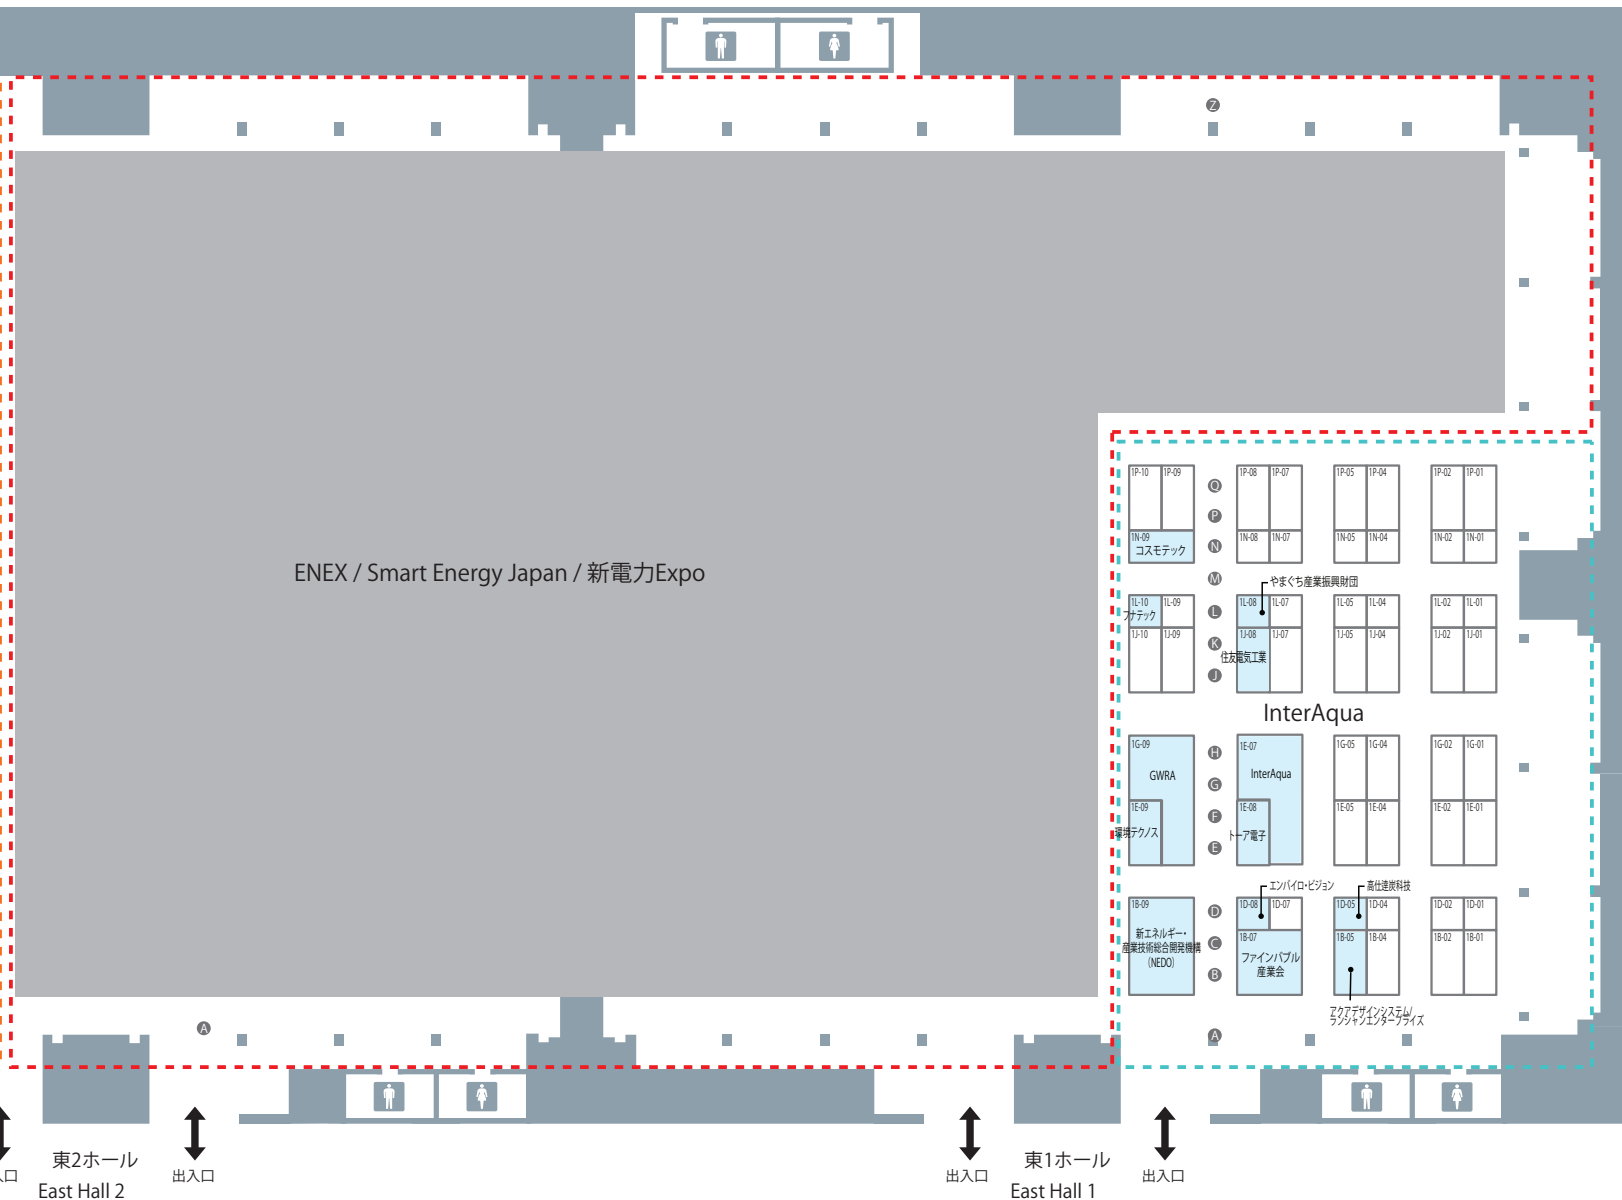 Z
1P-10 1P-09 1P-08 1P-07 1P-05 1P-04 1P-02 1P-01
Q
P
1N-09 1N-08 1N-07 1N-05 1N-04 1N-02 1N-01
コスモテック
N
ENEX / Smart Energy Japan / 新電力Expo
M
やまぐち産業振興財団
1L-10 1L-09 1L-08 1L-07 1L-05 1L-04 1L-02 1L-01
フナテック
L
1J-10 1J-09 1J-08 1J-07 1J-05 1J-04 1J-02 1J-01
K
住友電気工業
J
InterAqua
1G-09 1E-07 1G-05 1G-04 1G-02 1G-01
H
GWRA
InterAqua
G
1E-09 1E-08 1E-05 1E-04 1E-02 1E-01
F
環境テクノス
トーア電子
E
エンバイロ・ビジョン
高仕達炭科技
1B-09 1D-08 1D-07 1D-05 1D-04 1D-02 1D-01
D
新エネルギー・
産業技術総合開発機構
(NEDO)
1B-07 1B-05 1B-04 1B-02 1B-01
C
ファインバブル
産業会
B
アクアデザインシステム/
ランジャンエンタープライズ
A
A
東2ホール
East Hall 2
出入口
出入口
東1ホール
East Hall 1
出入口